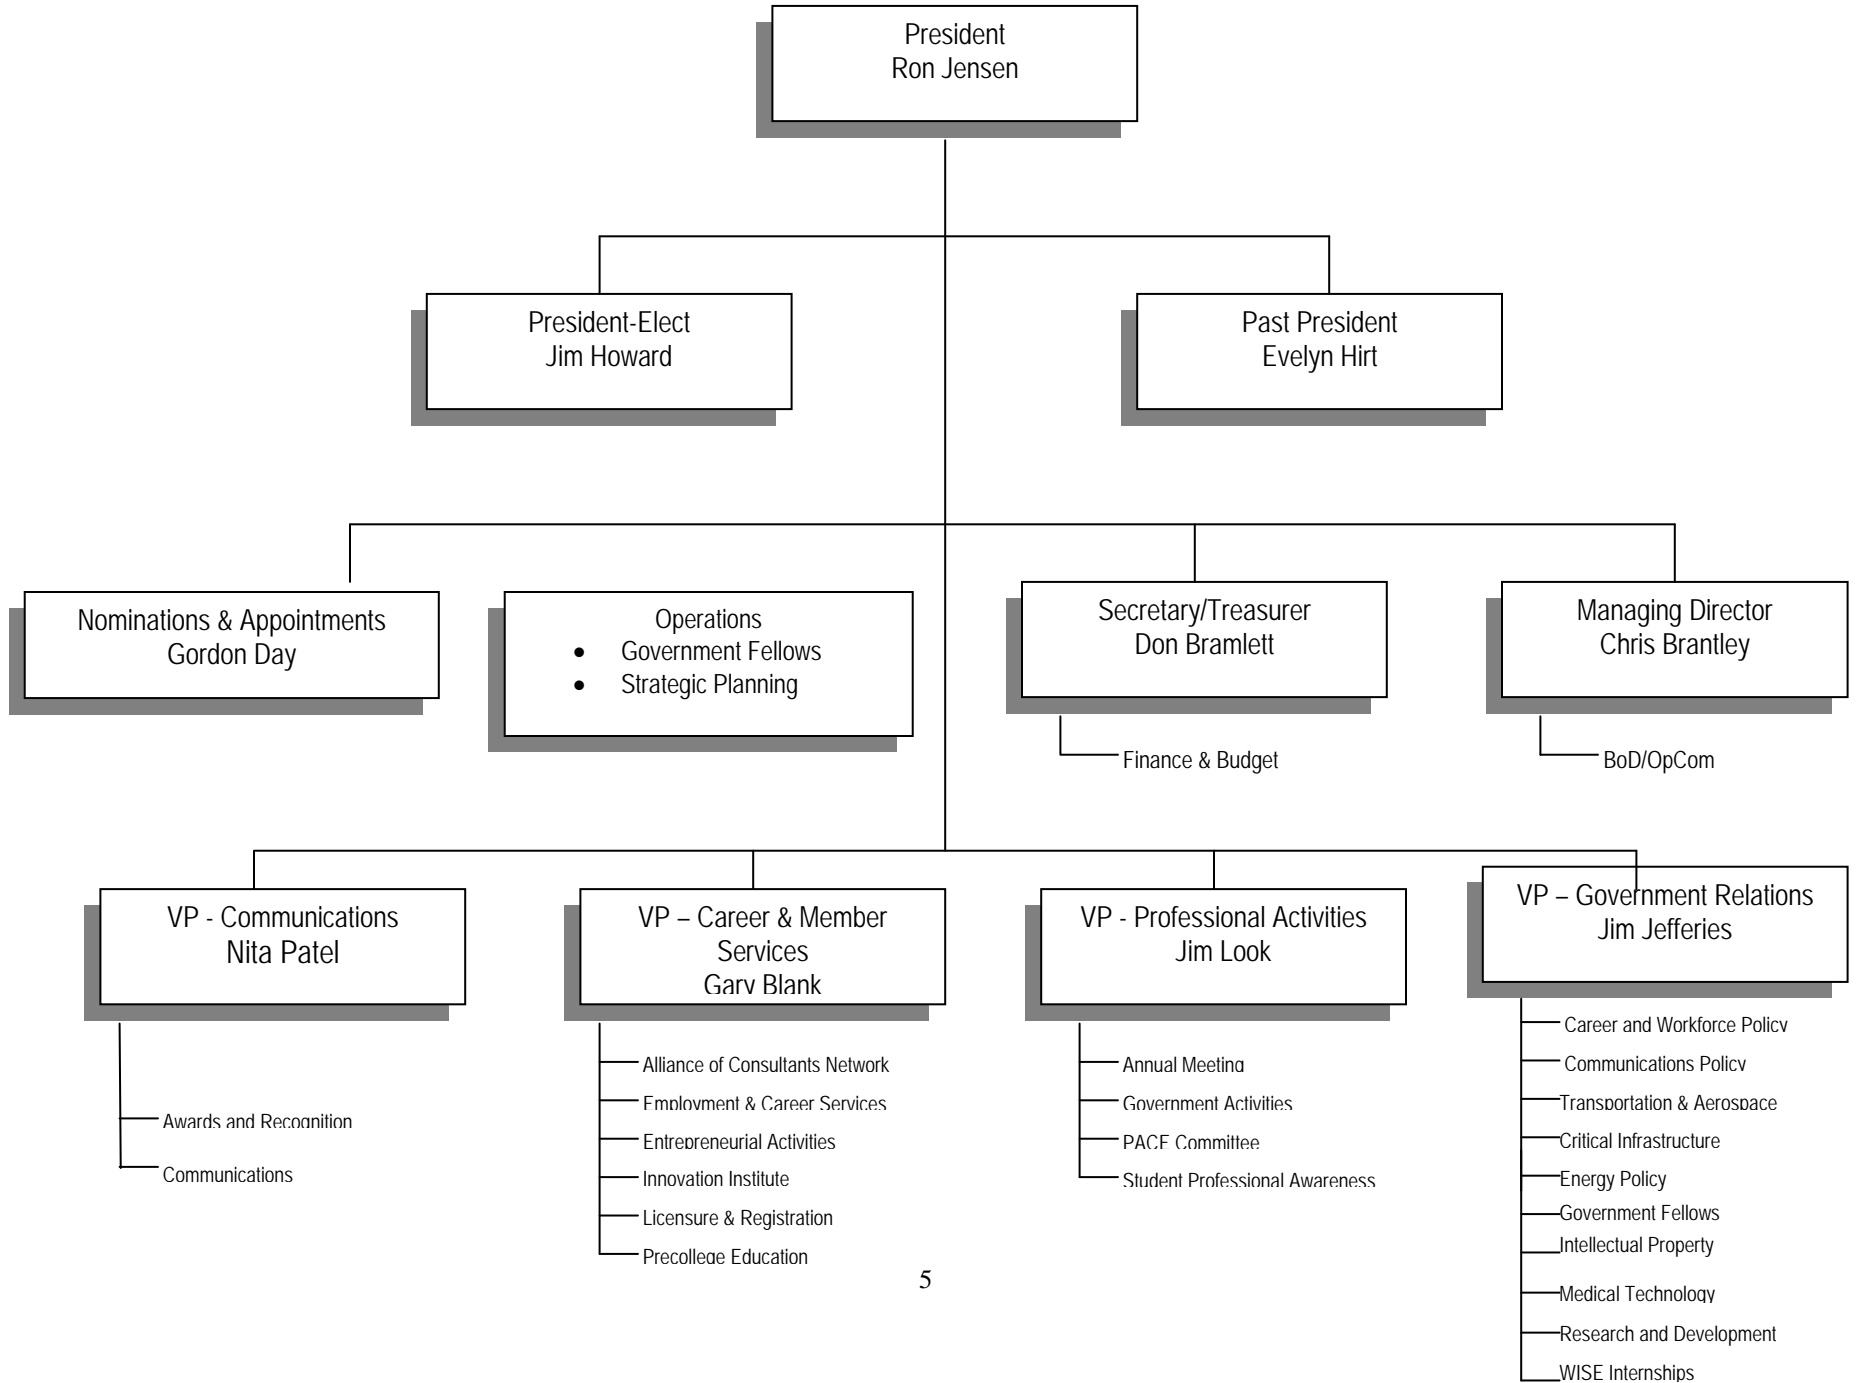 President
Ron Jensen
President-Elect
Jim Howard
Past President
Evelyn Hirt
Nominations & Appointments
Gordon Day
Operations
• Government Fellows
• Strategic Planning
Secretary/Treasurer
Don Bramlett
Finance & Budget
Managing Director
Chris Brantley
BoD/OpCom
VP - Communications
Nita Patel
Awards and Recognition
Communications
VP – Career & Member
Services
Gary Blank
Alliance of Consultants Network
Employment & Career Services
Entrepreneurial Activities
Innovation Institute
Licensure & Registration
Precollege Education
VP - Professional Activities
Jim Look
Annual Meeting
Government Activities
PACE Committee
Student Professional Awareness
VP – Government Relations
Jim Jefferies
Career and Workforce Policy
Communications Policy
Transportation & Aerospace
Critical Infrastructure
Energy Policy
Government Fellows
Intellectual Property
Medical Technology
Research and Development
WISE Internships
5